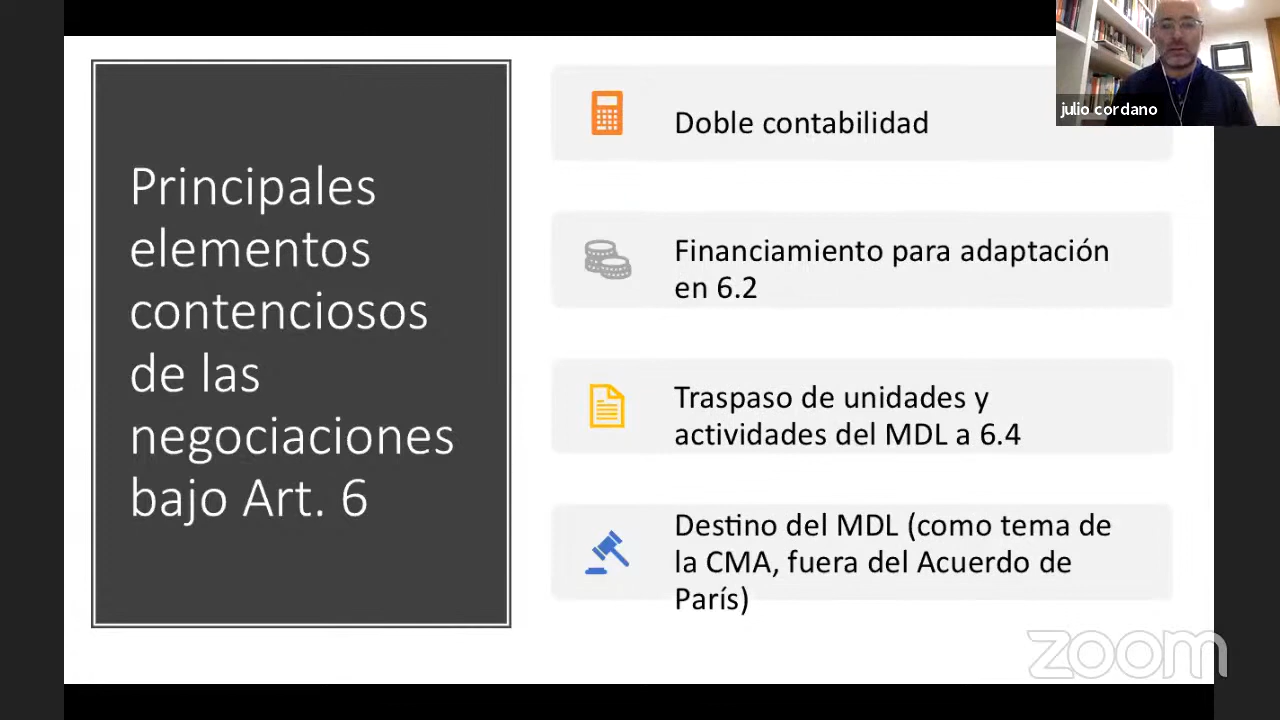 julio cordano
Principales
elementos
contenciosos
de las
negociaciones
bajo Art. 6
Doble contabilidad
Financiamiento para adaptación
en 6.2
Traspaso de unidades y
actividades del MDL a 6.4
Destino del MDL (como tema de
la CMA, fuera del Acuerdo de
París)
zoom